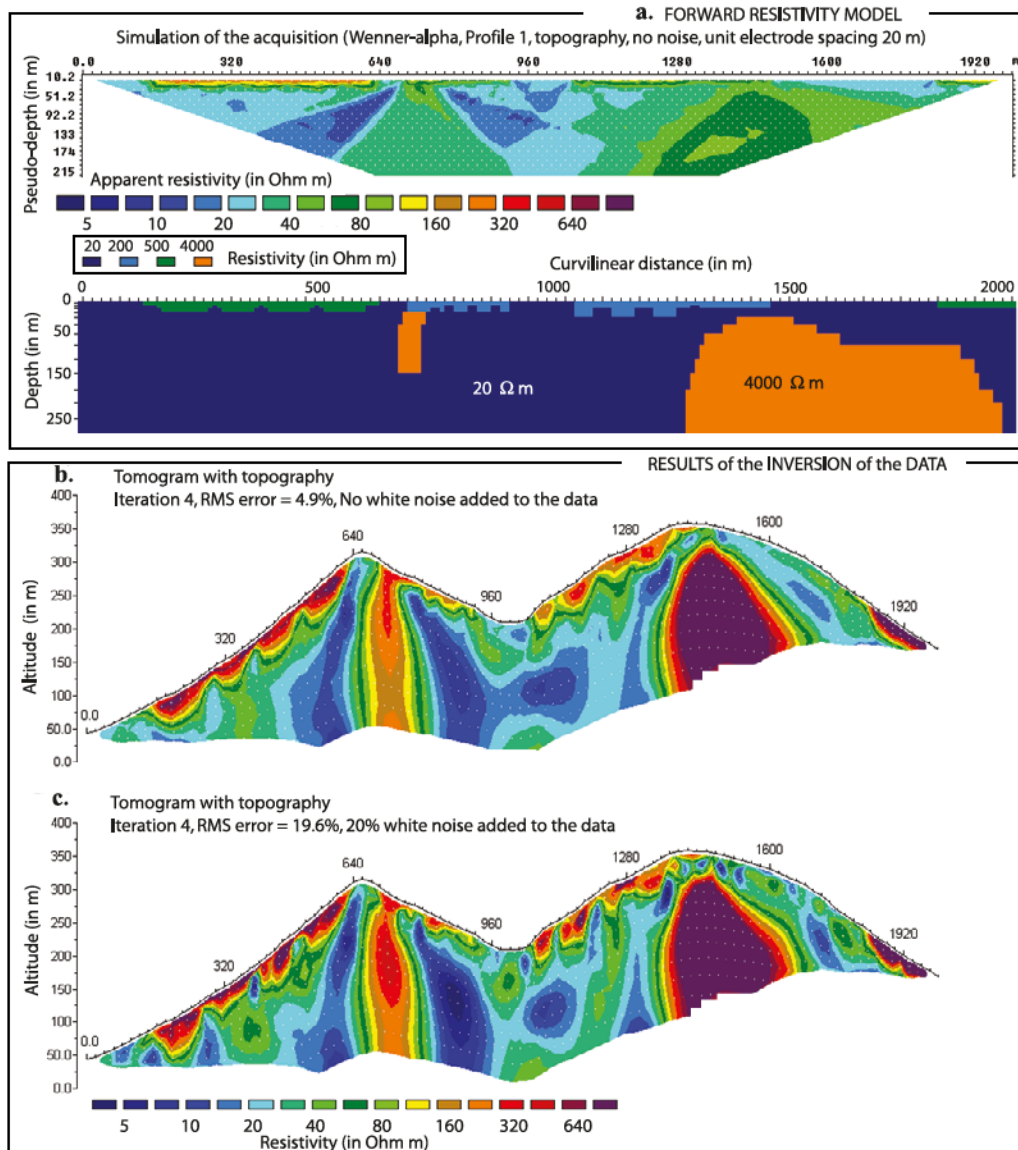 a. FORWARD RESISTIVITY MODEL
Simulation of the acquisition (Wenner-alpha, Profile 1, topography, no noise, unit electrode spacing 20 m)
0.0 320 640 960 1280 1600 1920
Pseudo-depth (in m)
10.2
51.2
92.2
133
174
215
Apparent resistivity (in Ohm m)
5 10 20 40 80 160 320 640
20 200 500 4000
Resistivity (in Ohm m)
Curvilinear distance (in m)
0 500 1000 1500 2000
Depth (in m)
0
50
150
250
20 Ω m
4000 Ω m
RESULTS of the INVERSION of the DATA
b. Tomogram with topography
Iteration 4, RMS error = 4.9%, No white noise added to the data
Altitude (in m)
400
350
300
250
200
150
100
50.0
0.0
0.0 320 640 960 1280 1600 1920
c. Tomogram with topography
Iteration 4, RMS error = 19.6%, 20% white noise added to the data
Altitude (in m)
400
350
300
250
200
150
100
50.0
0.0
0.0 320 640 960 1280 1600 1920
5 10 20 40 80 160 320 640
Resistivity (in Ohm m)